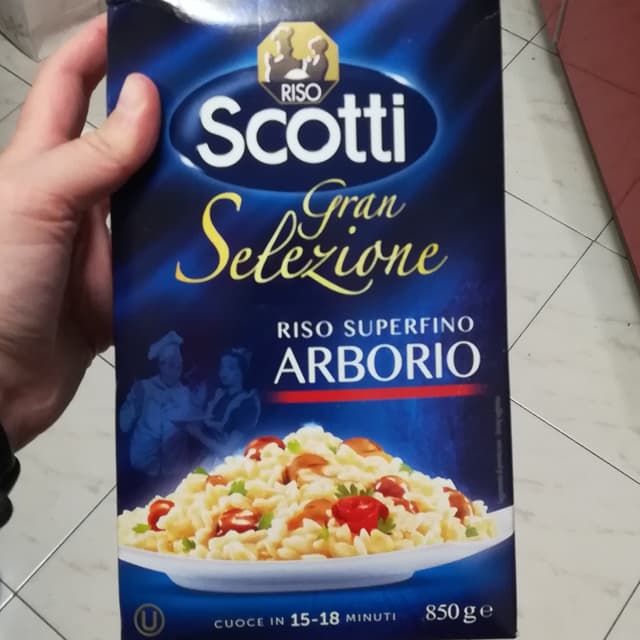 RISO
Scotti
Gran
Selezione
RISO SUPERFINO
ARBORIO
U
CUOCE IN 15-18 MINUTI 850 g e